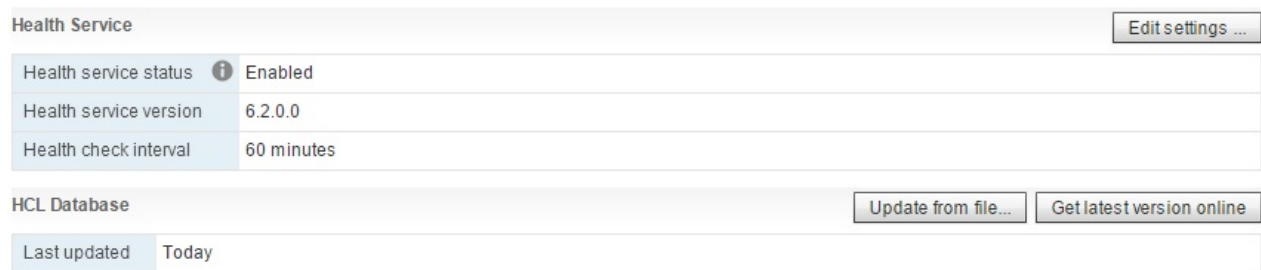 Health Service
Edit settings ...
Health service status Enabled
Health service version 6.2.0.0
Health check interval 60 minutes
HCL Database
Update from file... Get latest version online
Last updated Today